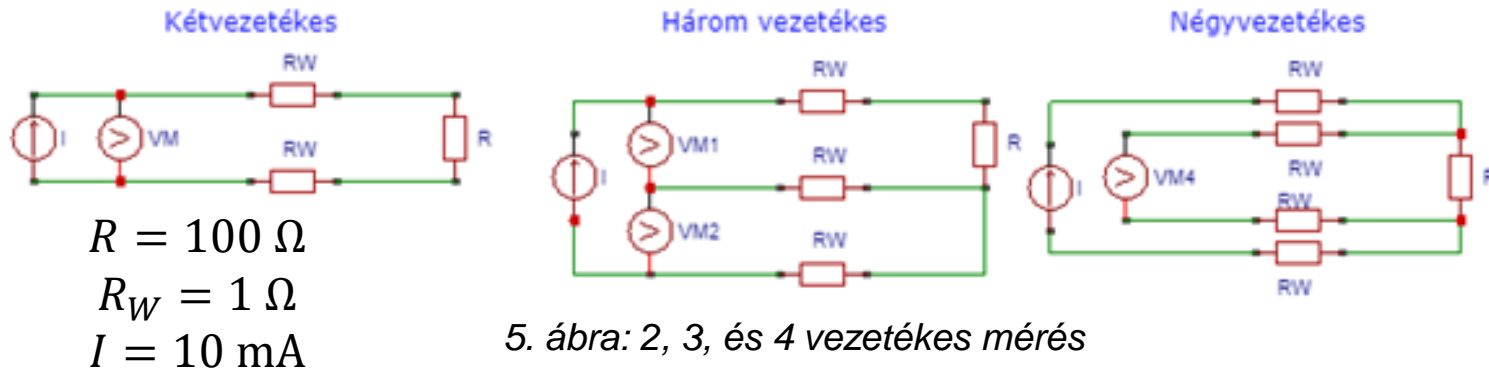 Kétvezetékes
RW
I
VM
R
RW
R = 100 Ω
R_W = 1 Ω
I = 10 mA
Három vezetékes
RW
VM1
R
I
RW
VM2
RW
Négyvezetékes
RW
RW
I
VM4
R
RW
RW
5. ábra: 2, 3, és 4 vezetékes mérés